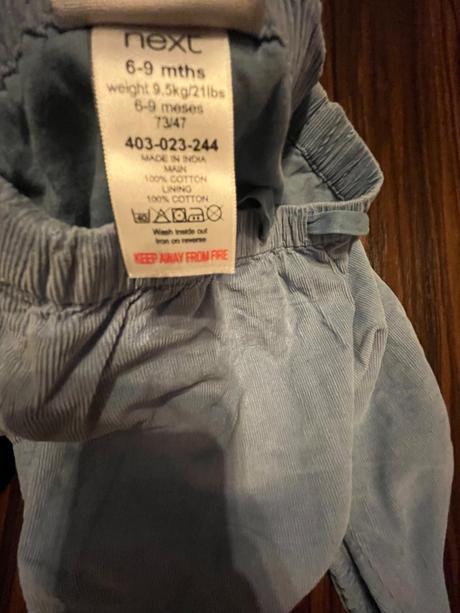 next
6-9 mths
weight 9.5kg/21lbs
6-9 meses
73/47
403-023-244
MADE IN INDIA
MAIN
100% COTTON
LINING
100% COTTON
40
Wash inside out
Iron on reverse
KEEP AWAY FROM FIRE